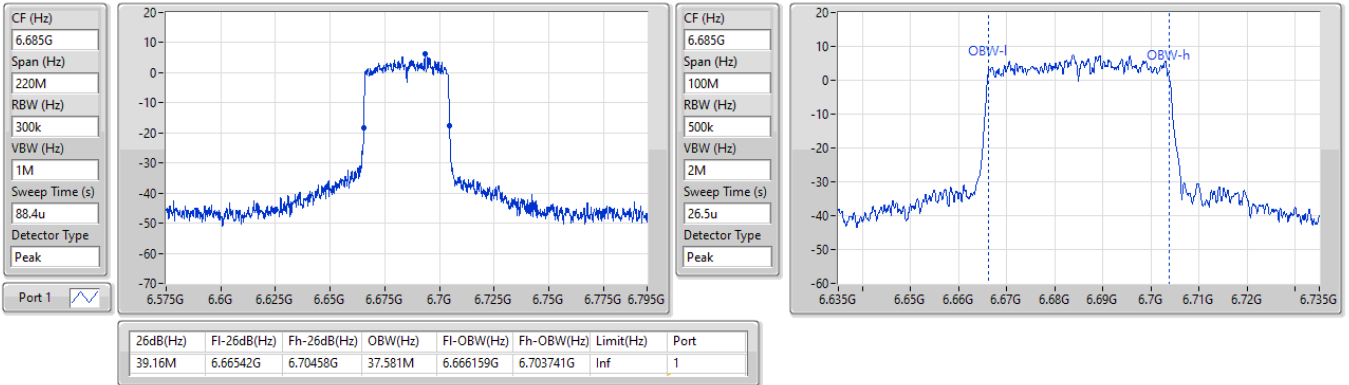 CF (Hz)
6.685G
Span (Hz)
220M
RBW (Hz)
300k
VBW (Hz)
1M
Sweep Time (s)
88.4u
Detector Type
Peak
Port 1
20
10
0
-10
-20
-30
-40
-50
-60
-70
6.575G 6.6G 6.625G 6.65G 6.675G 6.7G 6.725G 6.75G 6.775G 6.795G
CF (Hz)
6.685G
Span (Hz)
100M
RBW (Hz)
500k
VBW (Hz)
2M
Sweep Time (s)
26.5u
Detector Type
Peak
20
10
0
-10
-20
-30
-40
-50
-60
OBW-l OBW-h
6.635G 6.65G 6.66G 6.67G 6.68G 6.69G 6.7G 6.71G 6.72G 6.735G
26dB(Hz) Fl-26dB(Hz) Fh-26dB(Hz) OBW(Hz) Fl-OBW(Hz) Fh-OBW(Hz) Limit(Hz) Port
39.16M 6.66542G 6.70458G 37.581M 6.666159G 6.703741G Inf 1